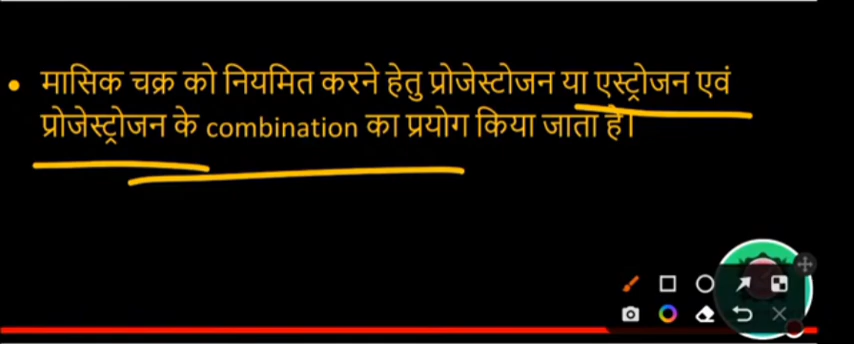 • मासिक चक्र को नियमित करने हेतु प्रोजेस्टोजन या एस्ट्रोजन एवं
प्रोजेस्ट्रोजन के combination का प्रयोग किया जाता है।